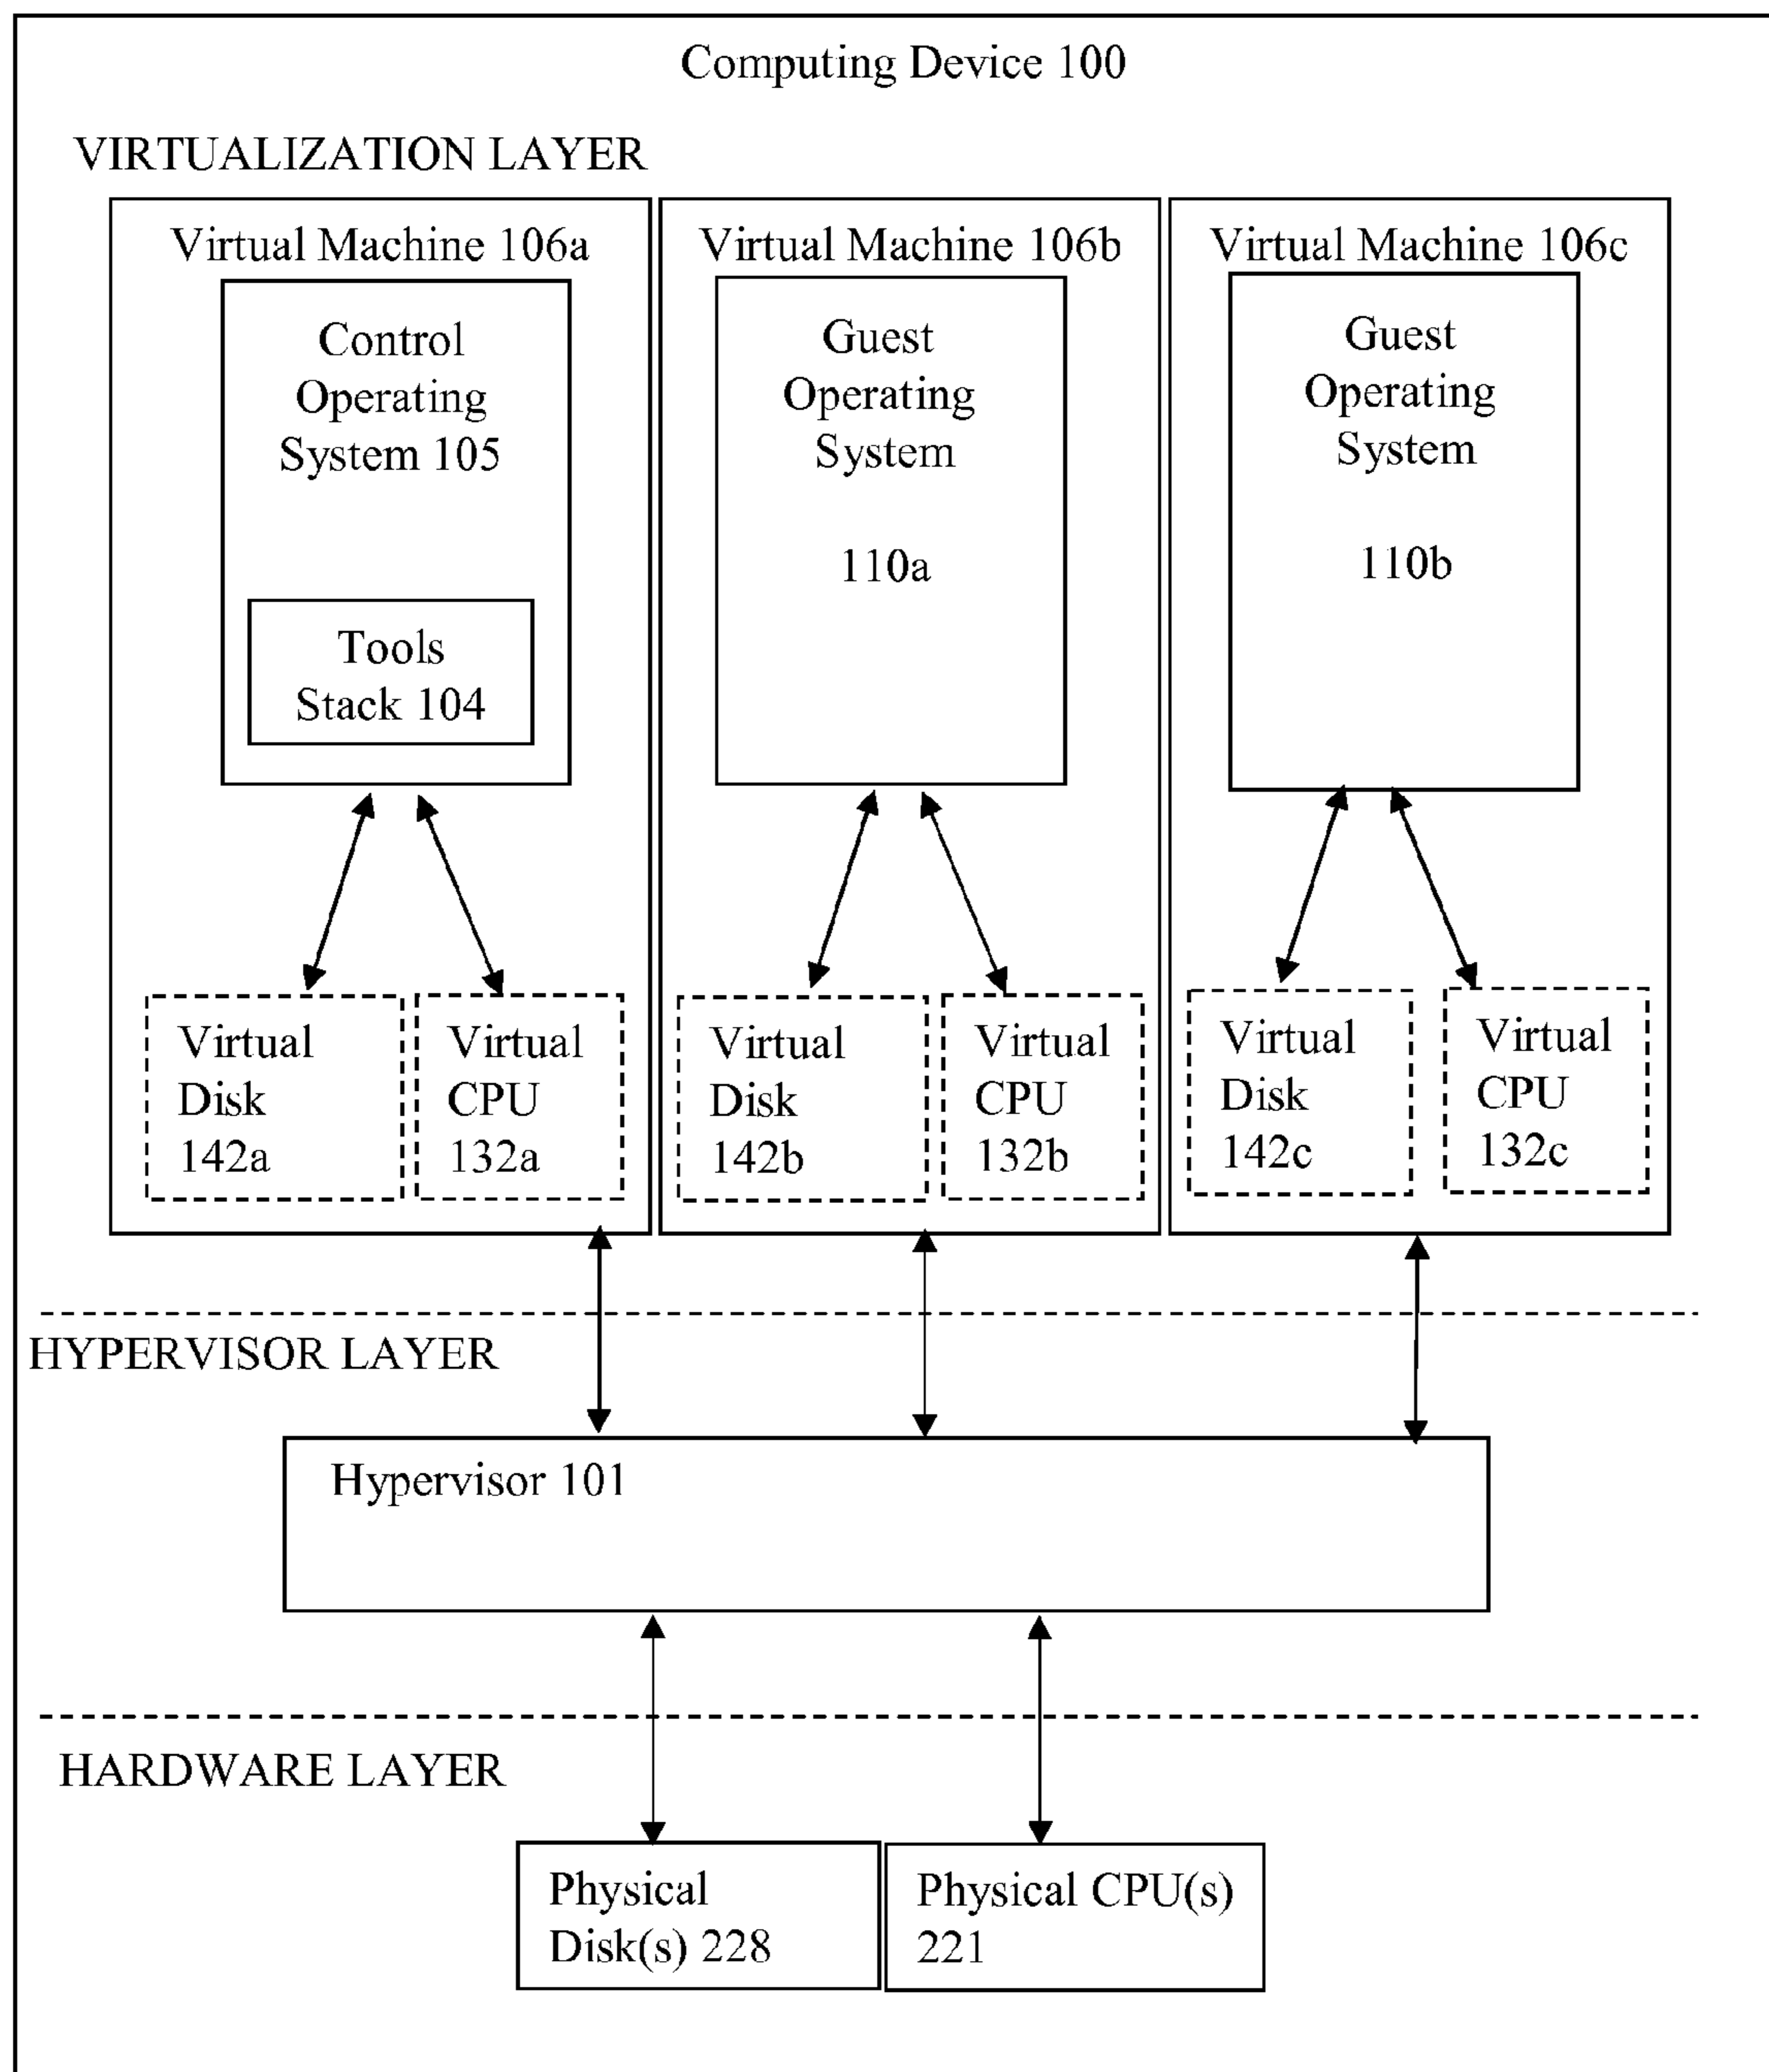 Computing Device 100
VIRTUALIZATION LAYER
Virtual Machine 106a
Control
Operating
System 105
Tools
Stack 104
Virtual
Disk
142a
Virtual
CPU
132a
Virtual Machine 106b
Guest
Operating
System
110a
Virtual
Disk
142b
Virtual
CPU
132b
Virtual Machine 106c
Guest
Operating
System
110b
Virtual
Disk
142c
Virtual
CPU
132c
HYPERVISOR LAYER
Hypervisor 101
HARDWARE LAYER
Physical
Disk(s) 228
Physical CPU(s)
221